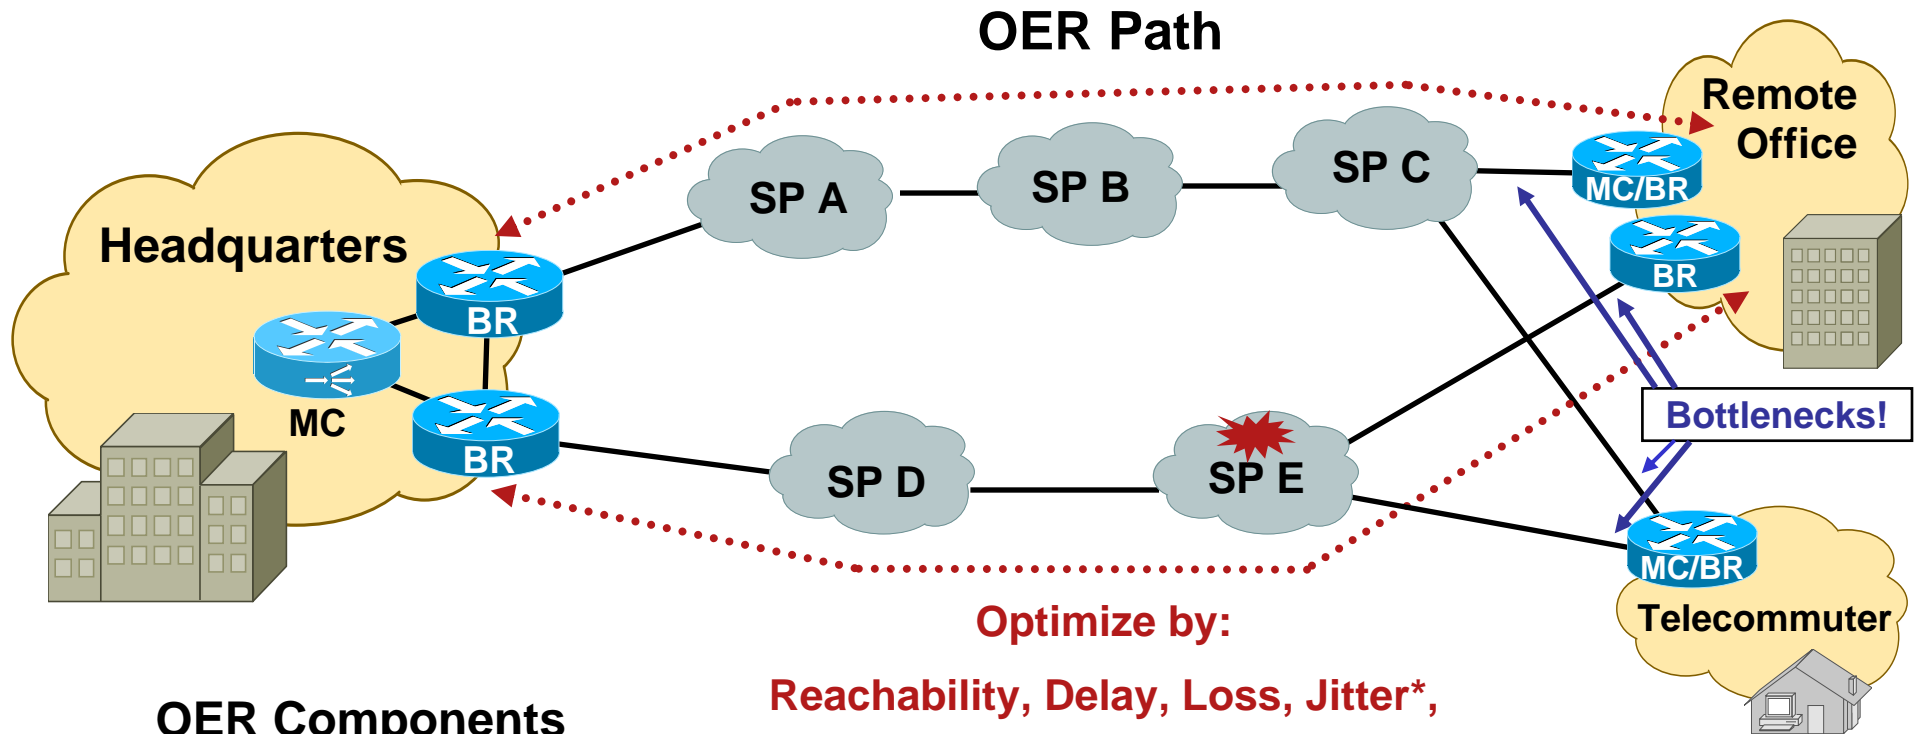 OER Path
Remote
Office
SP A
SP B
SP C
MC/BR
Headquarters
BR
BR
MC
BR
Bottlenecks!
SP D
SP E
MC/BR
Telecommuter
Optimize by:
Reachability, Delay, Loss, Jitter*,
OER Components